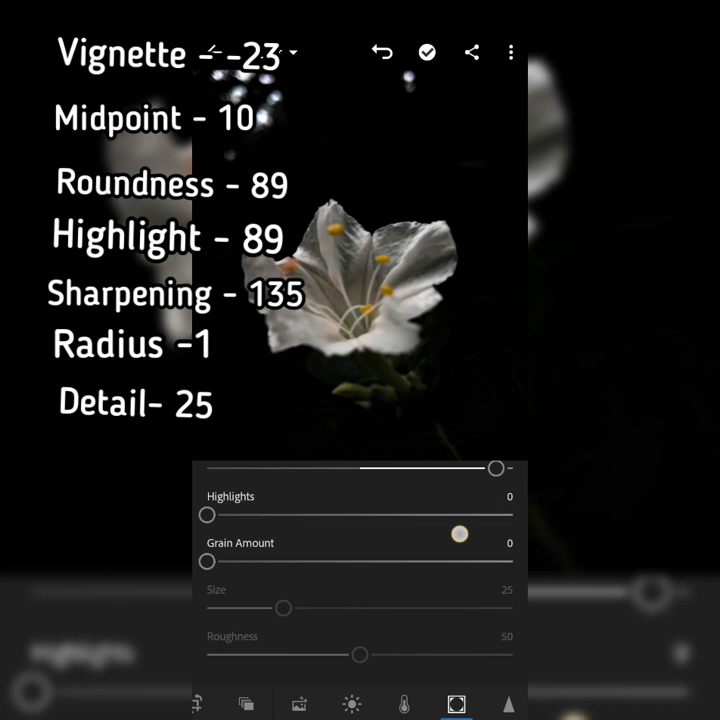 Vignette - -23
Midpoint - 10
Roundness - 89
Highlight - 89
Sharpening - 135
Radius -1
Detail- 25
Highlights 0
Grain Amount 0
Size 25
Roughness 50